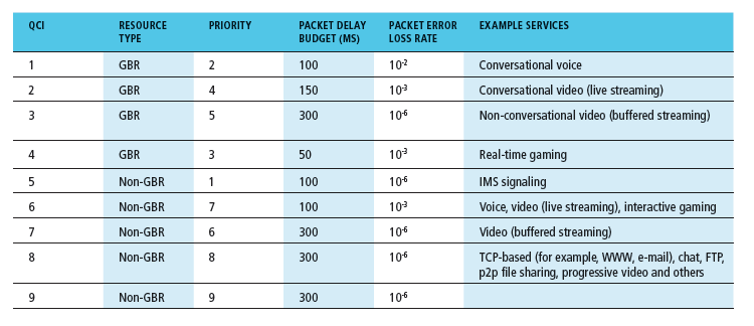 QCI RESOURCE TYPE PRIORITY PACKET DELAY BUDGET (MS) PACKET ERROR LOSS RATE EXAMPLE SERVICES
1 GBR 2 100 10-2 Conversational voice
2 GBR 4 150 10-3 Conversational video (live streaming)
3 GBR 5 300 10-6 Non-conversational video (buffered streaming)
4 GBR 3 50 10-3 Real-time gaming
5 Non-GBR 1 100 10-6 IMS signaling
6 Non-GBR 7 100 10-3 Voice, video (live streaming), interactive gaming
7 Non-GBR 6 300 10-6 Video (buffered streaming)
8 Non-GBR 8 300 10-6 TCP-based (for example, WWW, e-mail), chat, FTP,
p2p file sharing, progressive video and others
9 Non-GBR 9 300 10-6